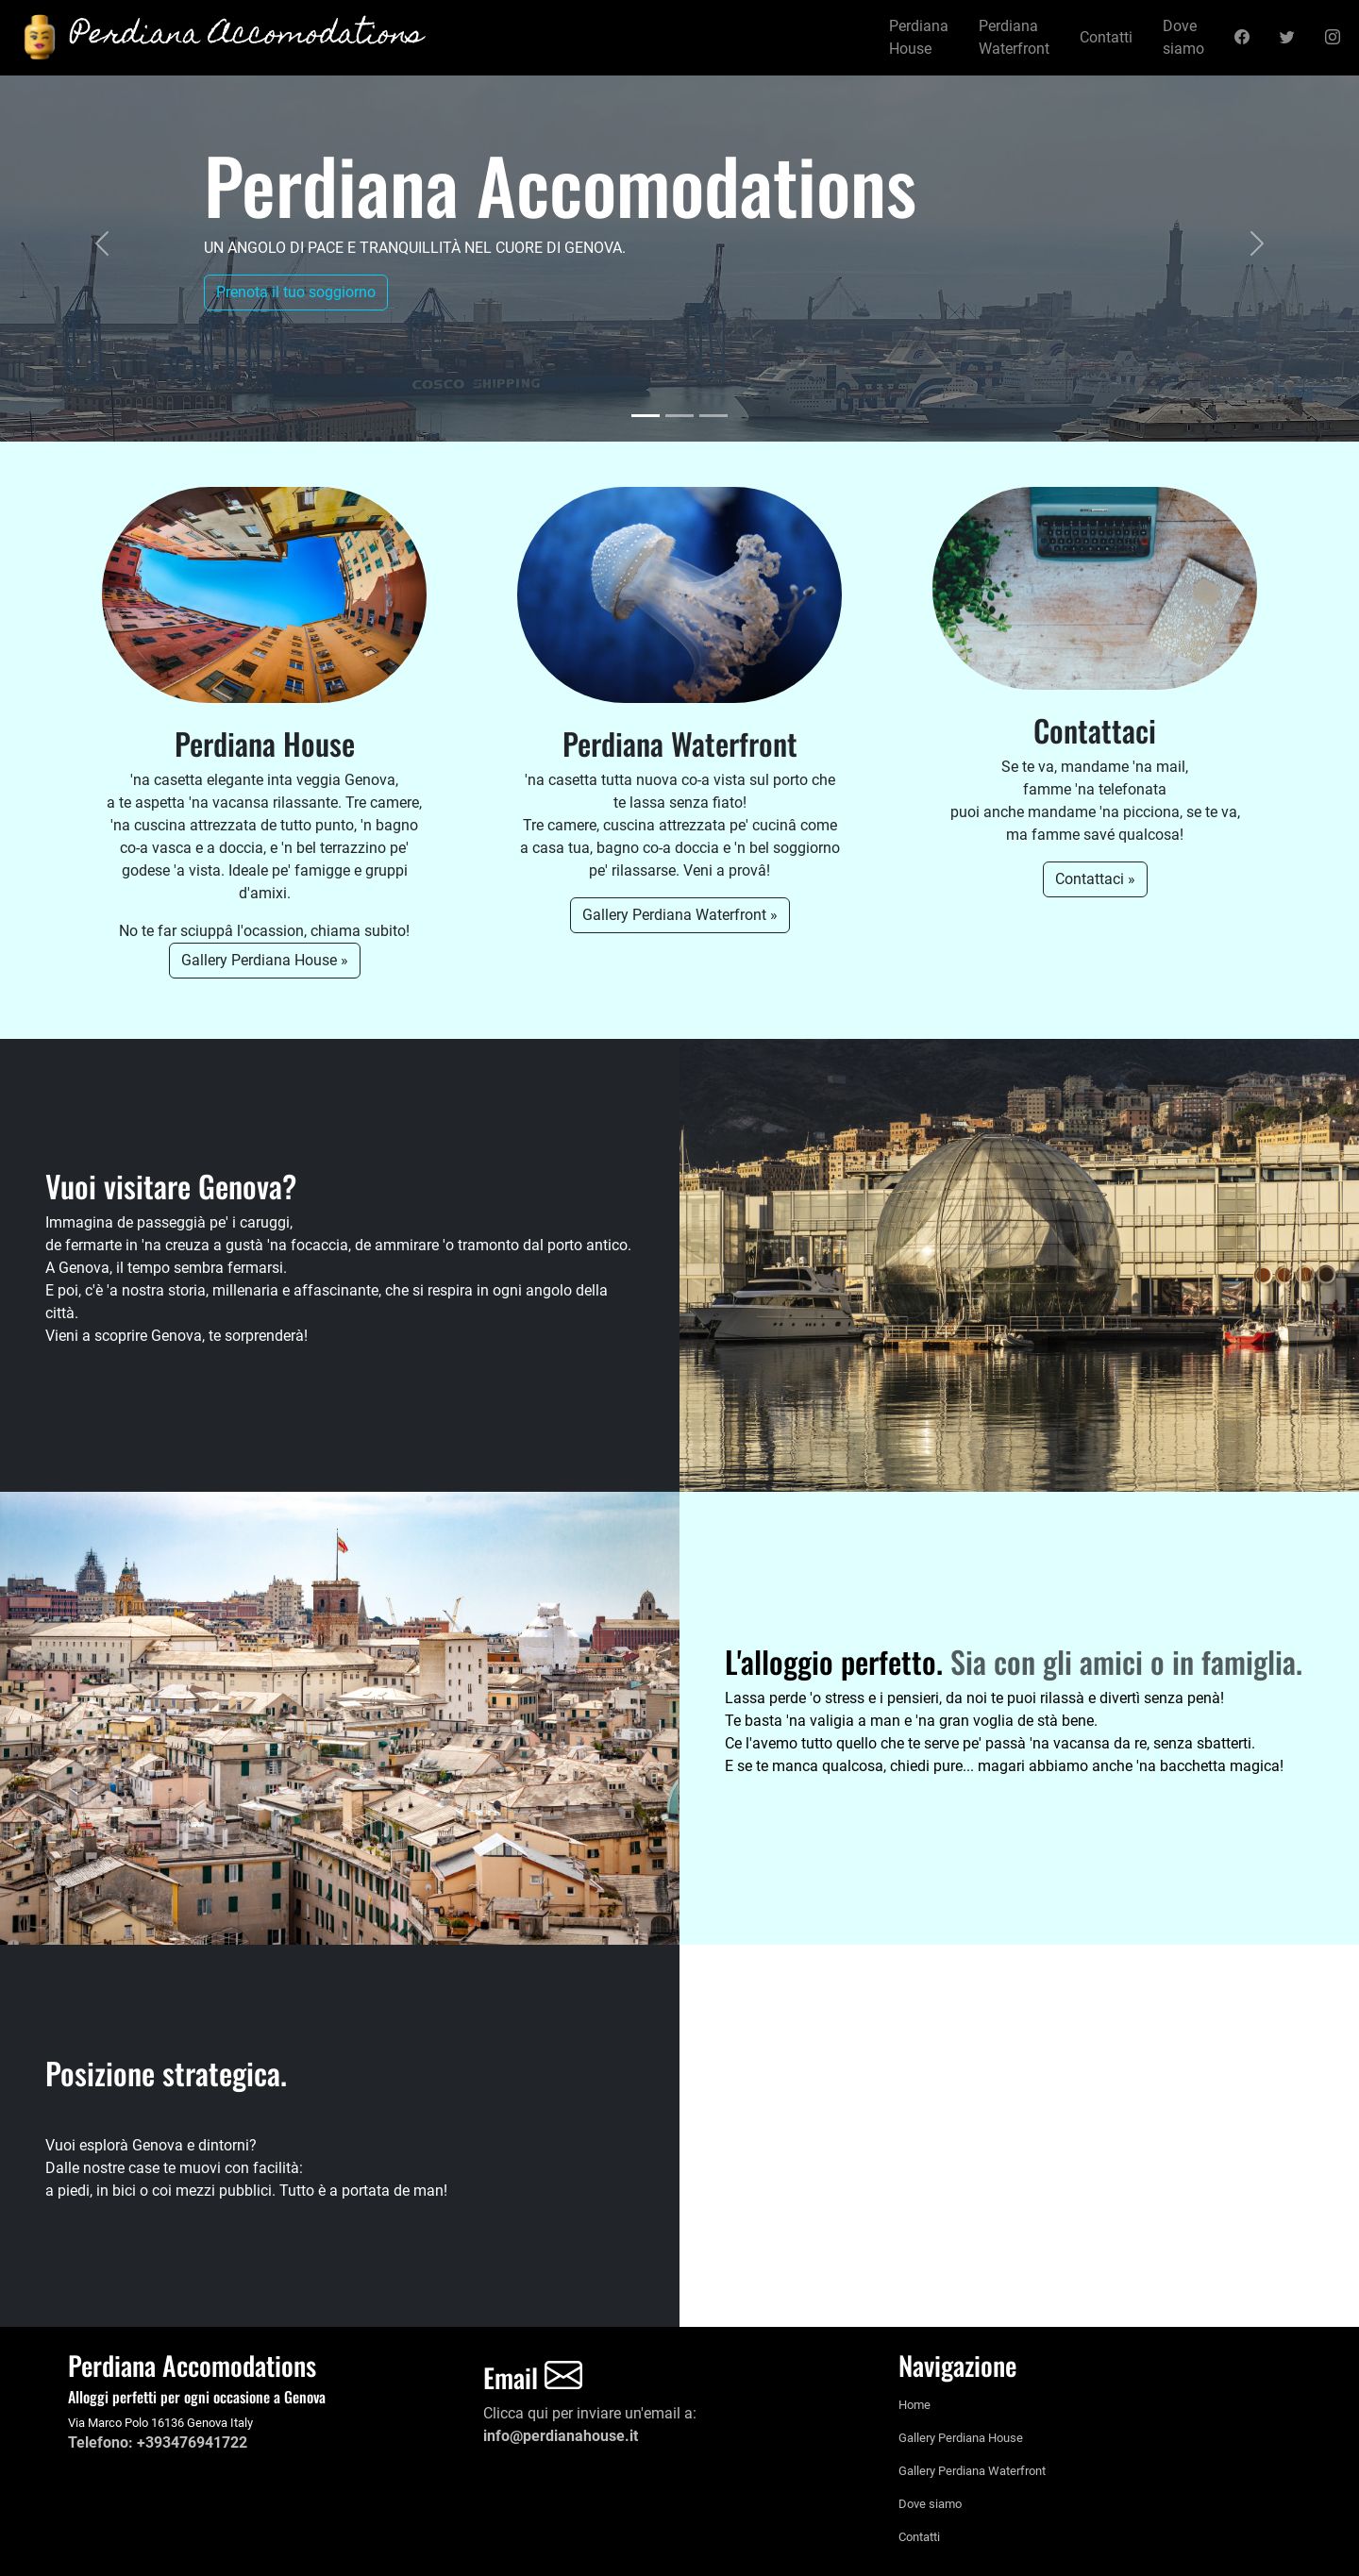 Perdiana Accomodations
Perdiana
House
Perdiana
Waterfront
Contatti
Dove
siamo
Perdiana Accomodations
UN ANGOLO DI PACE E TRANQUILLITÀ NEL CUORE DI GENOVA.
Prenota il tuo soggiorno
COSCO SHIPPING
Perdiana House
'na casetta elegante inta veggia Genova,
a te aspetta 'na vacansa rilassante. Tre camere,
'na cuscina attrezzata de tutto punto, 'n bagno
co-a vasca e a doccia, e 'n bel terrazzino pe'
godese 'a vista. Ideale pe' famigge e gruppi
d'amixi.
No te far sciuppâ l'ocassion, chiama subito!
Gallery Perdiana House »
Perdiana Waterfront
'na casetta tutta nuova co-a vista sul porto che
te lassa senza fiato!
Tre camere, cuscina attrezzata pe' cucinâ come
a casa tua, bagno co-a doccia e 'n bel soggiorno
pe' rilassarse. Veni a provâ!
Gallery Perdiana Waterfront »
Contattaci
Se te va, mandame 'na mail,
famme 'na telefonata
puoi anche mandame 'na picciona, se te va,
ma famme savé qualcosa!
Contattaci »
Vuoi visitare Genova?
Immagina de passeggià pe' i caruggi,
de fermarte in 'na creuza a gustà 'na focaccia, de ammirare 'o tramonto dal porto antico.
A Genova, il tempo sembra fermarsi.
E poi, c'è 'a nostra storia, millenaria e affascinante, che si respira in ogni angolo della
città.
Vieni a scoprire Genova, te sorprenderà!
L'alloggio perfetto. Sia con gli amici o in famiglia.
Lassa perde 'o stress e i pensieri, da noi te puoi rilassà e divertì senza penà!
Te basta 'na valigia a man e 'na gran voglia de stà bene.
Ce l'avemo tutto quello che te serve pe' passà 'na vacansa da re, senza sbatterti.
E se te manca qualcosa, chiedi pure... magari abbiamo anche 'na bacchetta magica!
Posizione strategica.
Vuoi esplorà Genova e dintorni?
Dalle nostre case te muovi con facilità:
a piedi, in bici o coi mezzi pubblici. Tutto è a portata de man!
Perdiana Accomodations
Alloggi perfetti per ogni occasione a Genova
Via Marco Polo 16136 Genova Italy
Telefono: +393476941722
Email
Clicca qui per inviare un'email a:
info@perdianahouse.it
Navigazione
Home
Gallery Perdiana House
Gallery Perdiana Waterfront
Dove siamo
Contatti